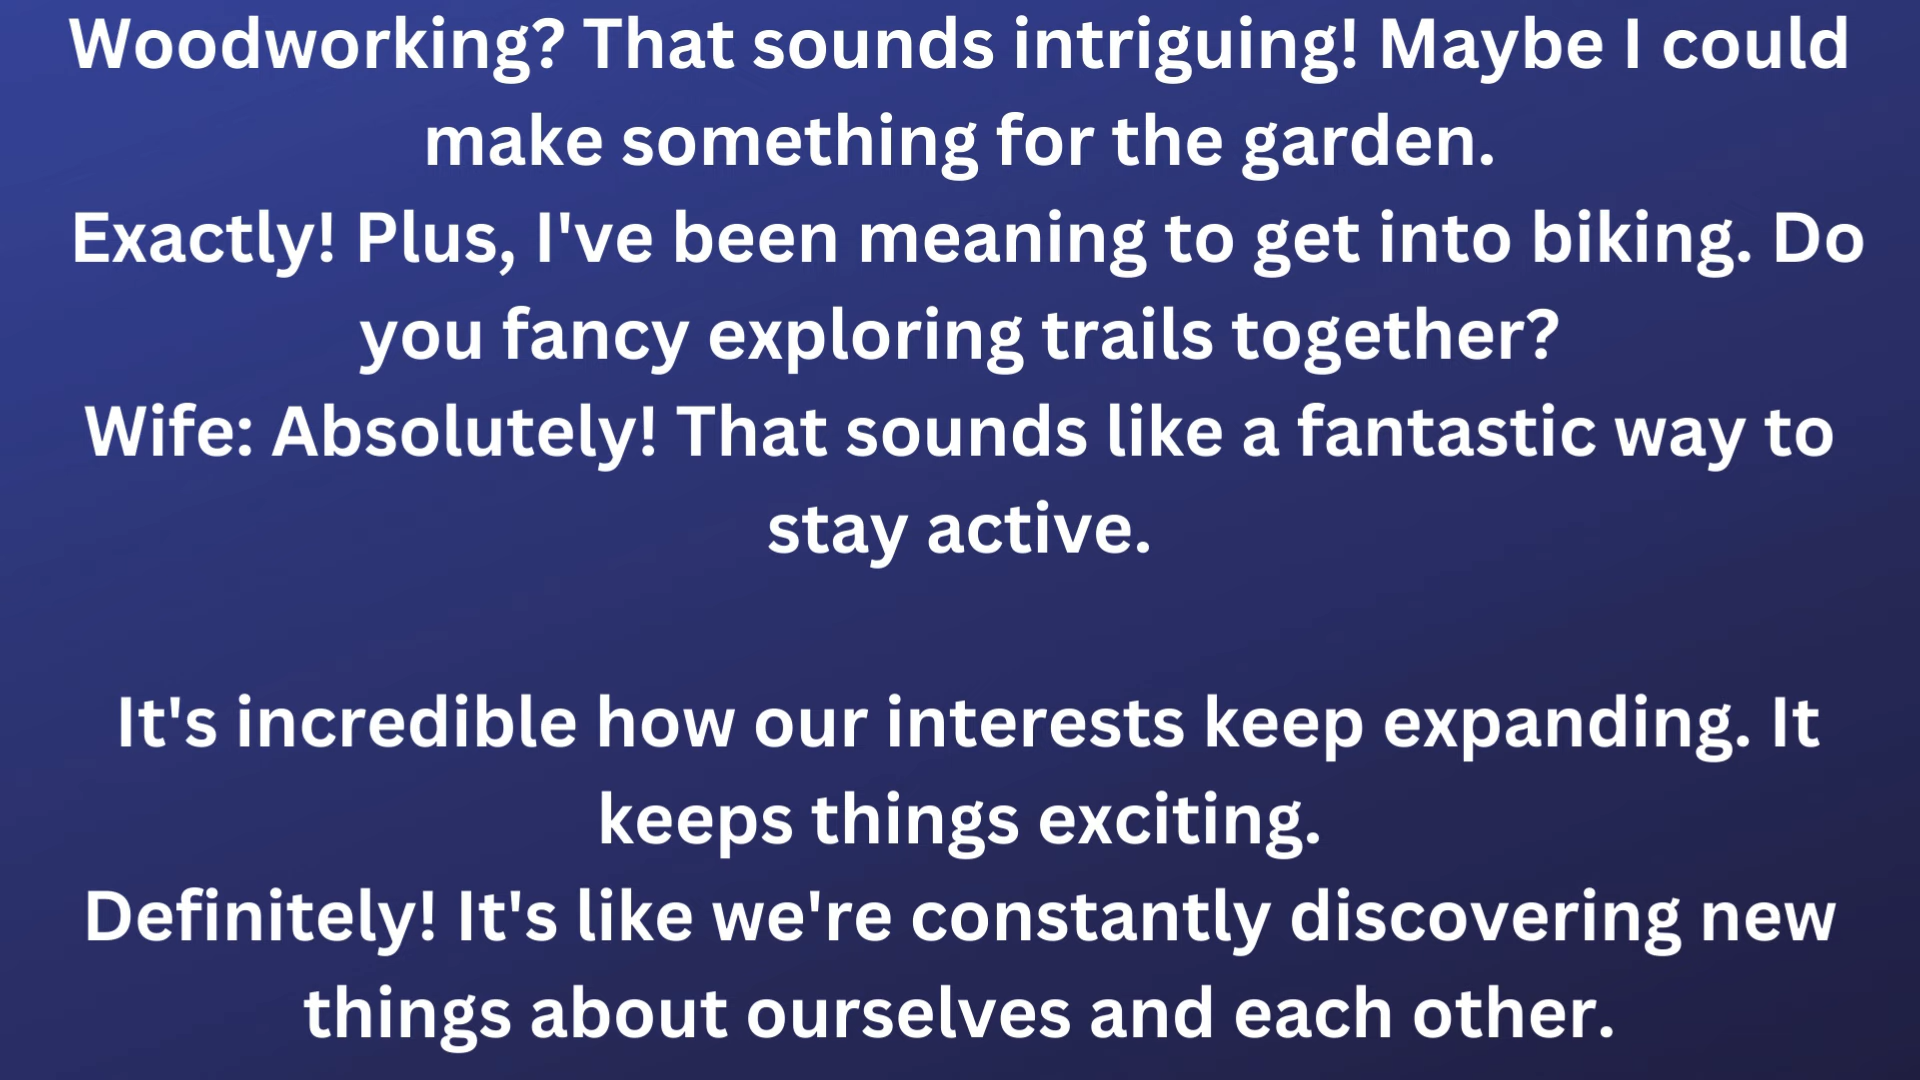 Woodworking? That sounds intriguing! Maybe I could
make something for the garden.
Exactly! Plus, I've been meaning to get into biking. Do
you fancy exploring trails together?
Wife: Absolutely! That sounds like a fantastic way to
stay active.
It's incredible how our interests keep expanding. It
keeps things exciting.
Definitely! It's like we're constantly discovering new
things about ourselves and each other.